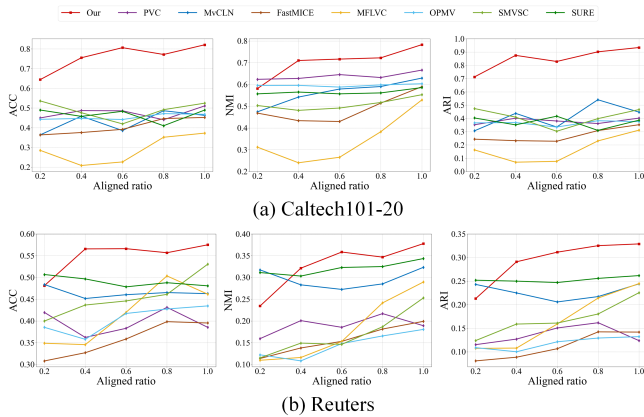 Our PVC MvCLN FastMICE MFLVC OPMV SMVSC SURE
ACC
0.8
0.7
0.6
0.5
0.4
0.3
0.2
0.2 0.4 0.6 0.8 1.0
Aligned ratio
NMI
0.8
0.7
0.6
0.5
0.4
0.3
0.2
0.2 0.4 0.6 0.8 1.0
Aligned ratio
ARI
1.0
0.9
0.8
0.7
0.6
0.5
0.4
0.3
0.2
0.1
0.0
0.2 0.4 0.6 0.8 1.0
Aligned ratio
(a) Caltech101-20
ACC
0.60
0.55
0.50
0.45
0.40
0.35
0.30
0.2 0.4 0.6 0.8 1.0
Aligned ratio
NMI
0.40
0.35
0.30
0.25
0.20
0.15
0.10
0.2 0.4 0.6 0.8 1.0
Aligned ratio
ARI
0.35
0.30
0.25
0.20
0.15
0.10
0.2 0.4 0.6 0.8 1.0
Aligned ratio
(b) Reuters